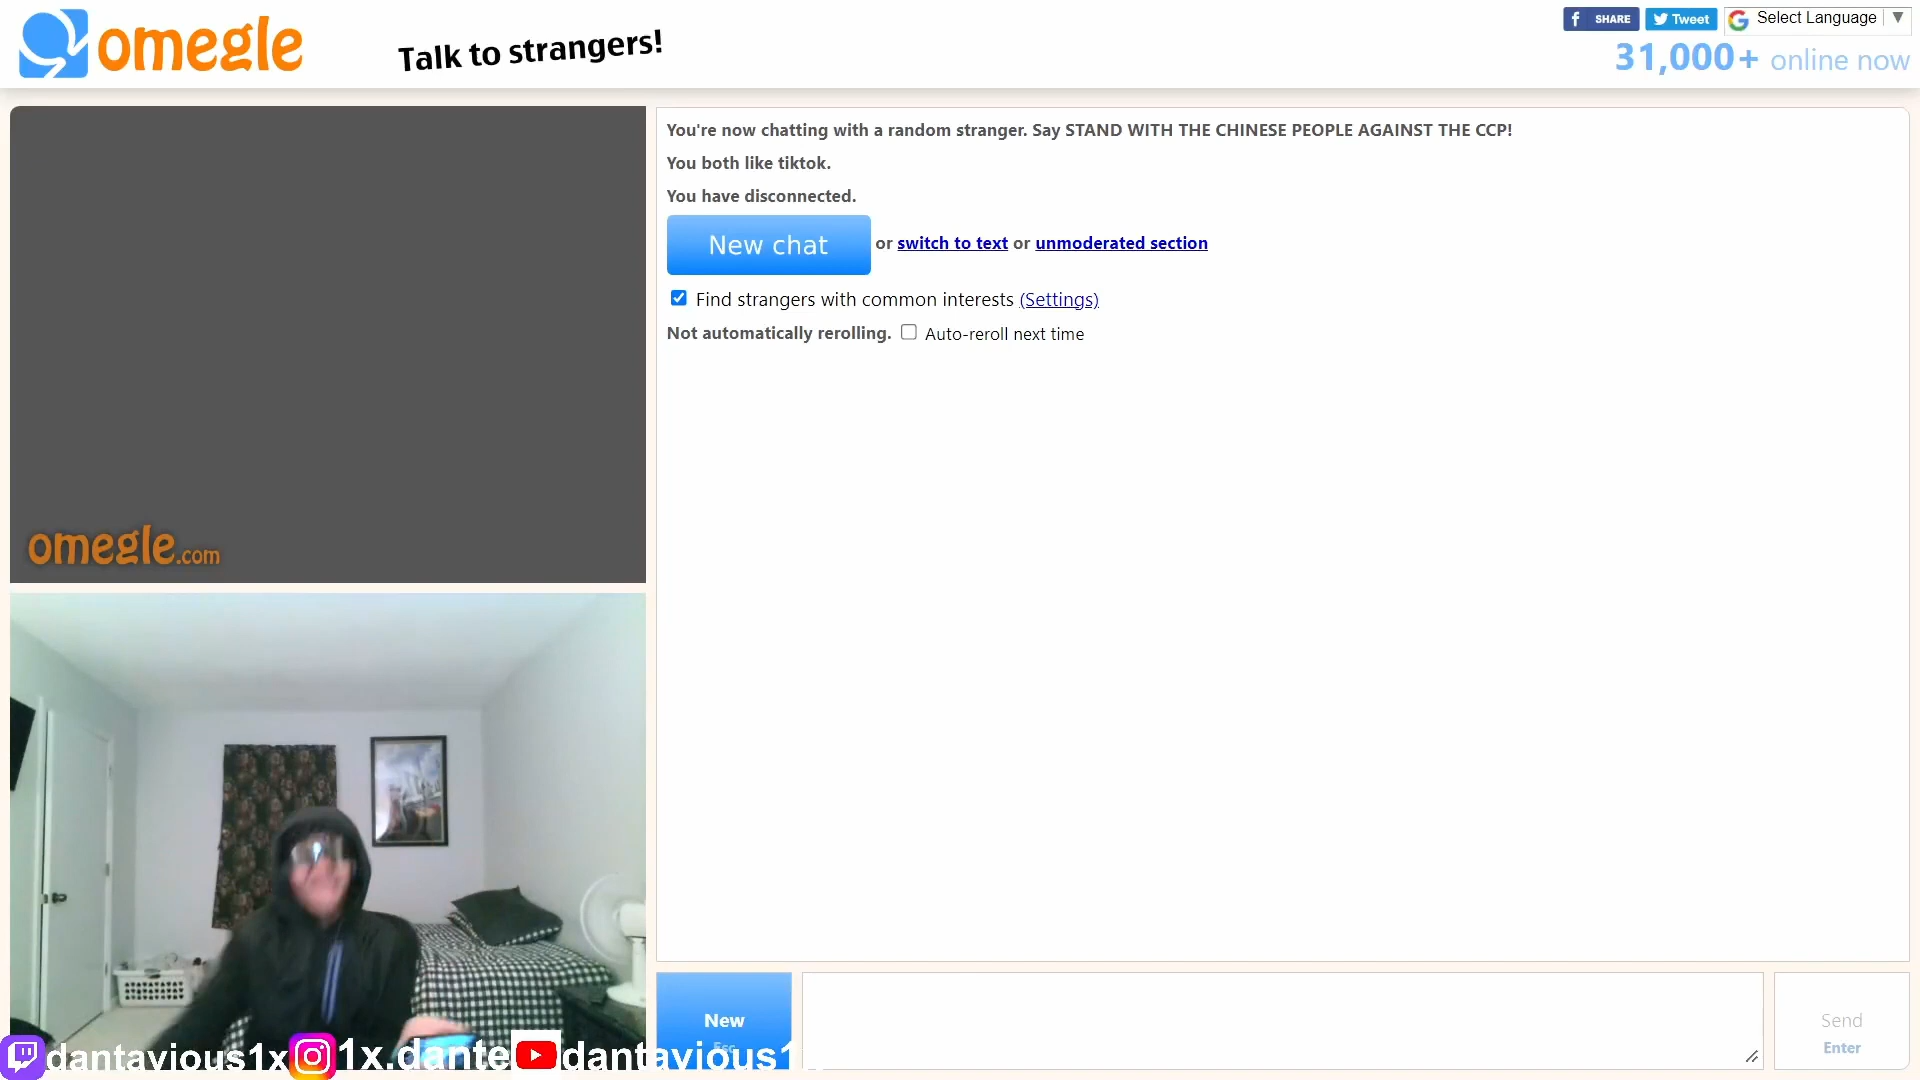 omegle
Talk to strangers!
SHARE
Tweet
Select Language
31,000+ online now
You're now chatting with a random stranger. Say STAND WITH THE CHINESE PEOPLE AGAINST THE CCP!
You both like tiktok.
You have disconnected.
New chat or switch to text or unmoderated section
Find strangers with common interests (Settings)
Not automatically rerolling. Auto-reroll next time
omegle.com
New
Esc
Send
Enter
dantavious1x 1x.dante dantavious1